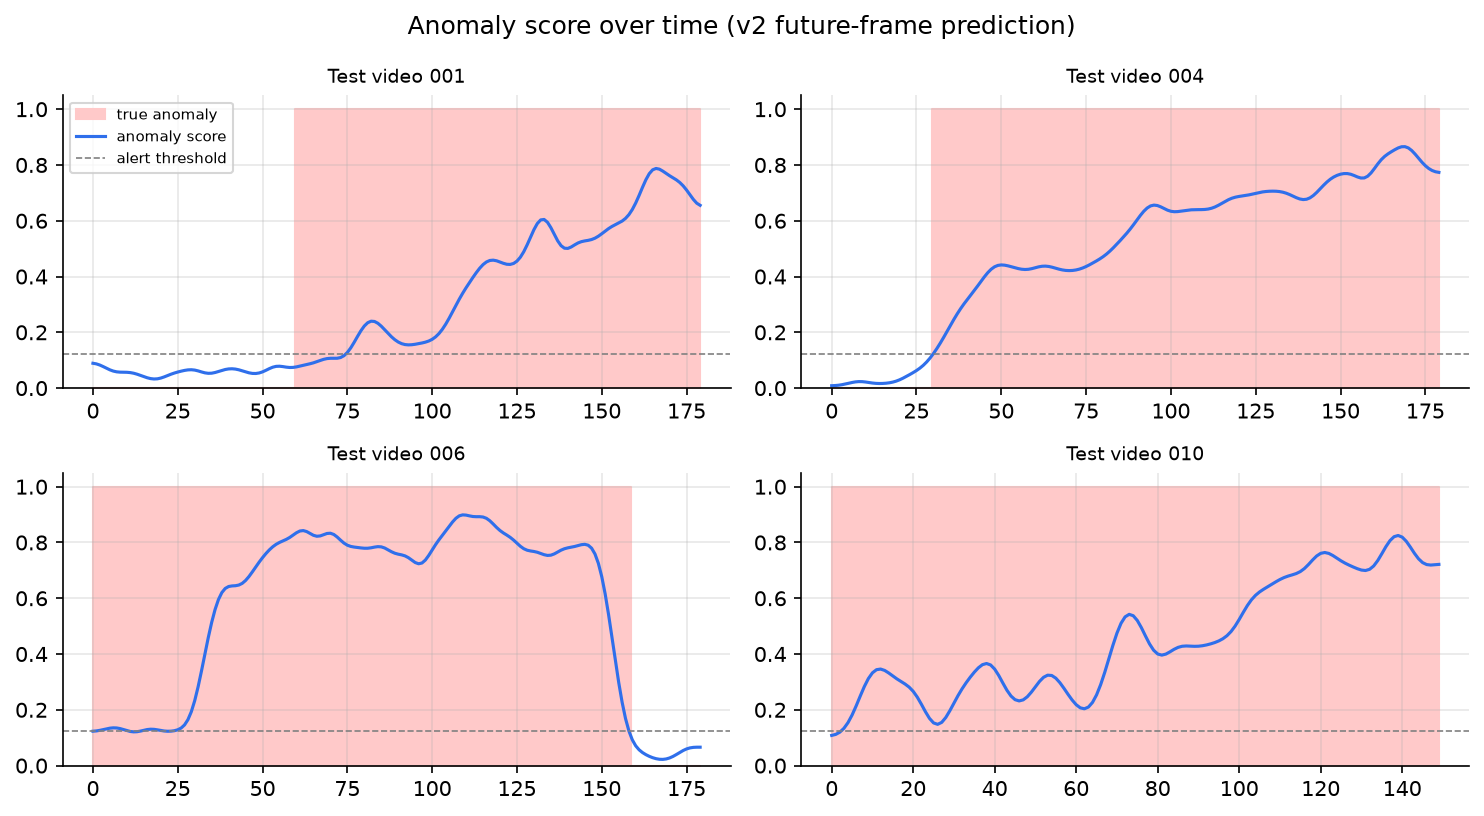 Anomaly score over time (v2 future-frame prediction)
Test video 001
true anomaly
anomaly score
alert threshold
1.0
0.8
0.6
0.4
0.2
0.0
0 25 50 75 100 125 150 175
Test video 004
1.0
0.8
0.6
0.4
0.2
0.0
0 25 50 75 100 125 150 175
Test video 006
1.0
0.8
0.6
0.4
0.2
0.0
0 25 50 75 100 125 150 175
Test video 010
1.0
0.8
0.6
0.4
0.2
0.0
0 20 40 60 80 100 120 140